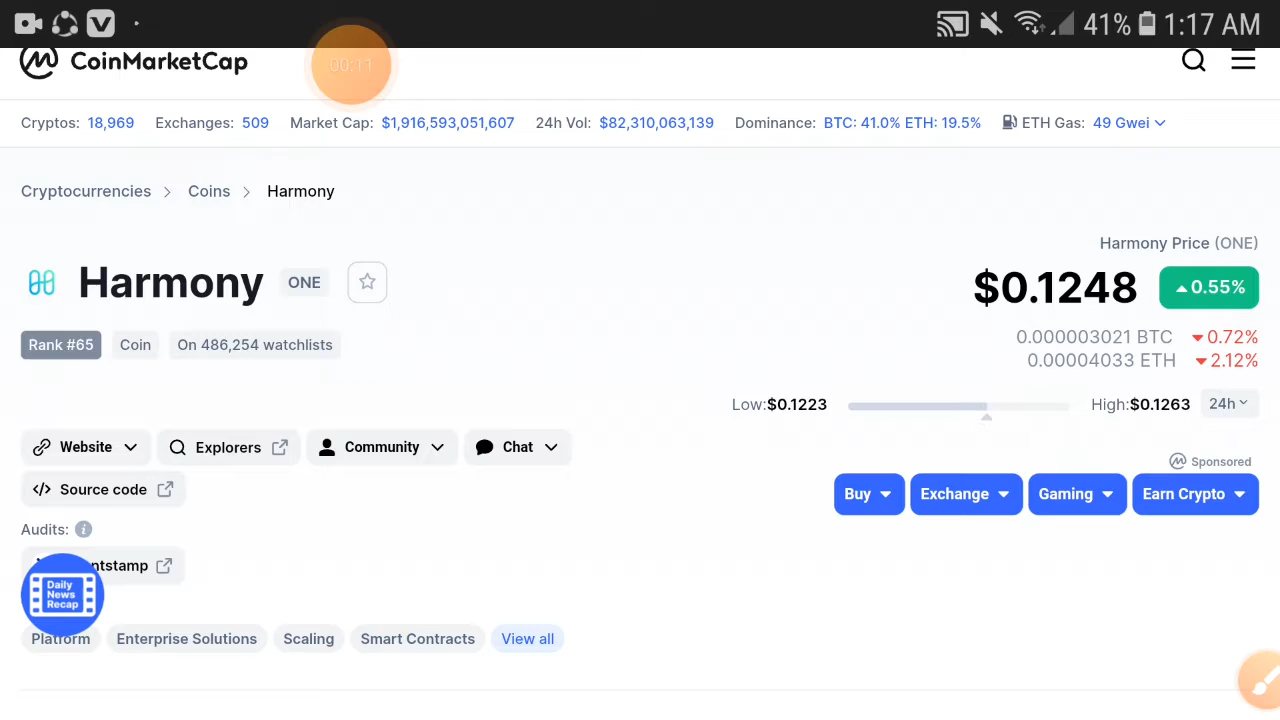 41% 1:17 AM
CoinMarketCap
00:11
Cryptos: 18,969 Exchanges: 509 Market Cap: $1,916,593,051,607 24h Vol: $82,310,063,139 Dominance: BTC: 41.0% ETH: 19.5% ETH Gas: 49 Gwei
Cryptocurrencies > Coins > Harmony
Harmony ONE
Rank #65 Coin On 486,254 watchlists
Harmony Price (ONE)
$0.1248 0.55%
0.000003021 BTC 0.72%
0.00004033 ETH 2.12%
Low:$0.1223 High:$0.1263 24h
Website Explorers Community Chat
Source code
Sponsored
Buy Exchange Gaming Earn Crypto
Audits:
ntstamp
Daily
News
Recap
Platform Enterprise Solutions Scaling Smart Contracts View all